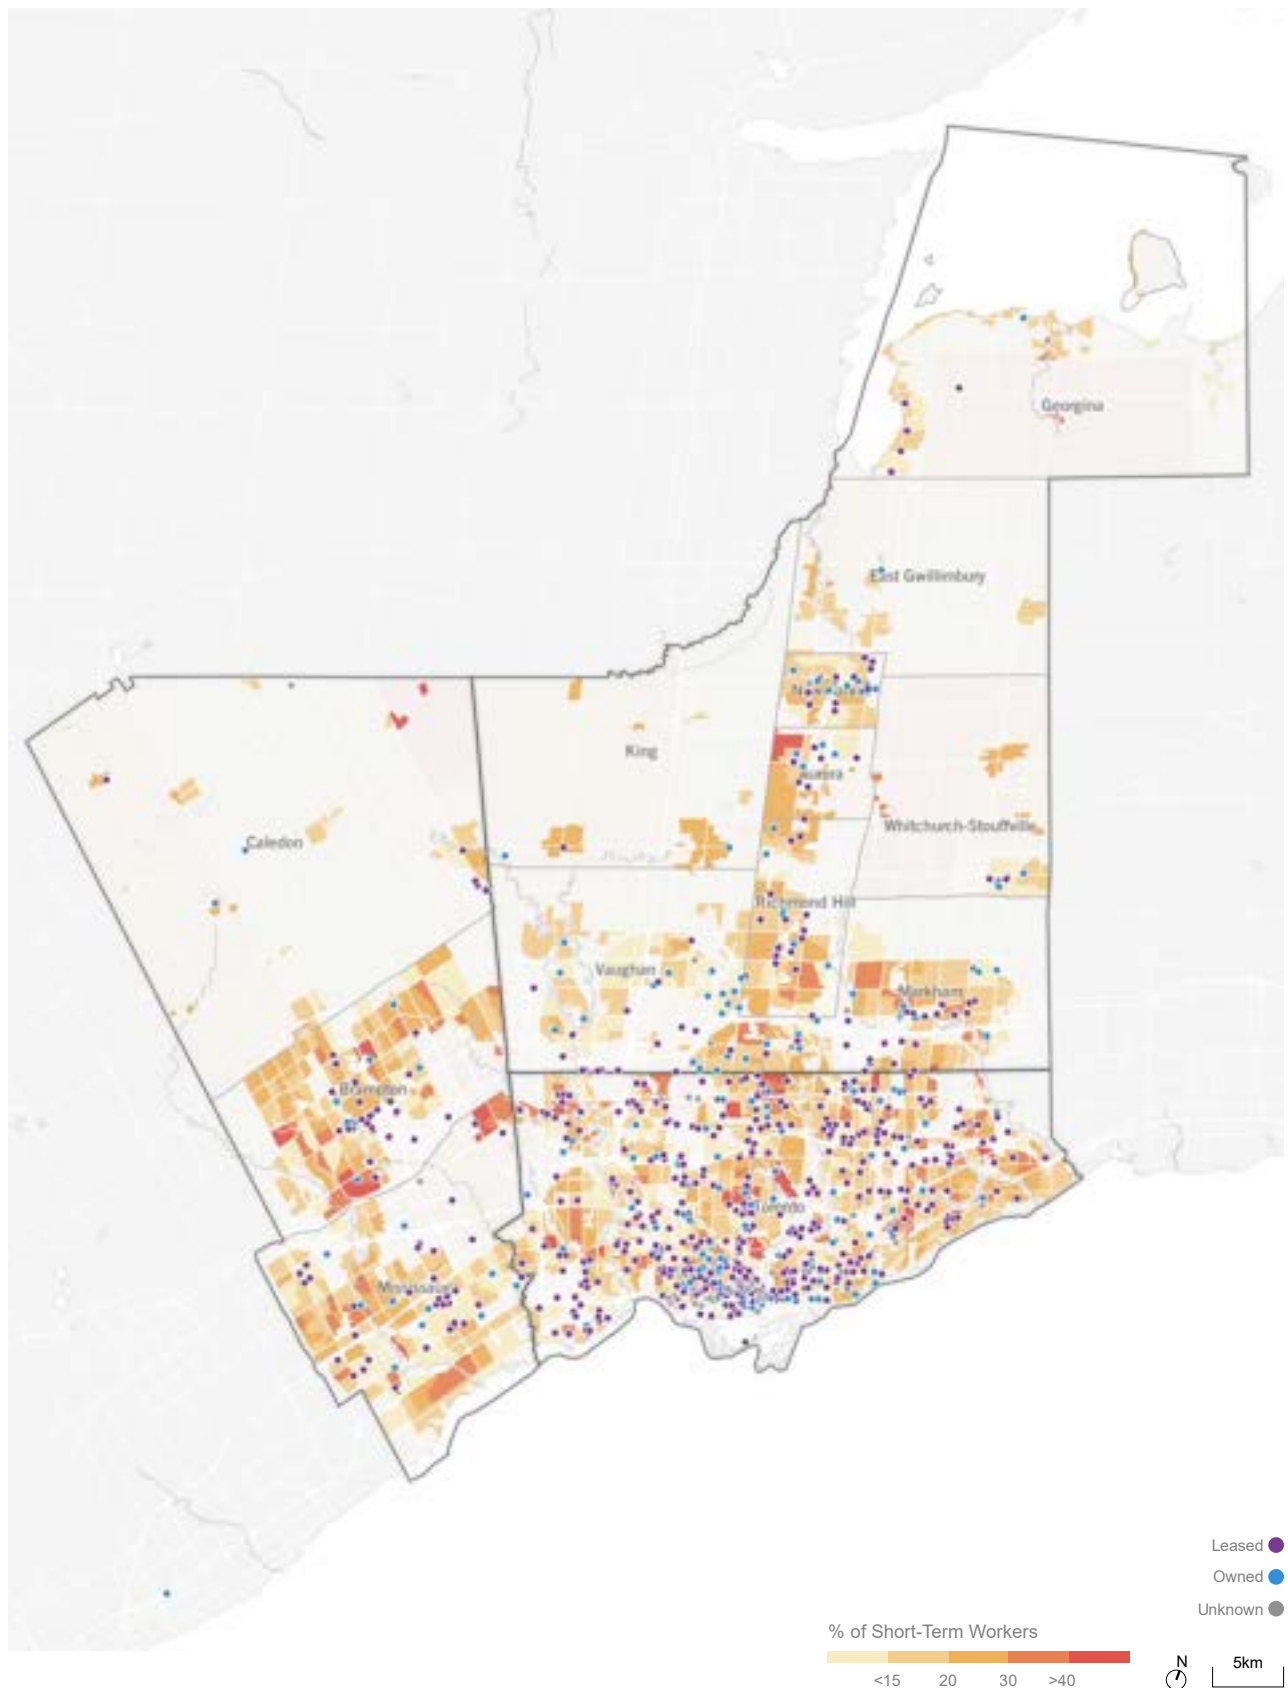 Georgina
East Gwillimbury
Newmarket
King
Aurora
Whitchurch-Stouffville
Caledon
Richmond Hill
Vaughan
Markham
Brampton
Toronto
Mississauga
Leased
Owned
Unknown
% of Short-Term Workers
<15 20 30 >40
N
5km